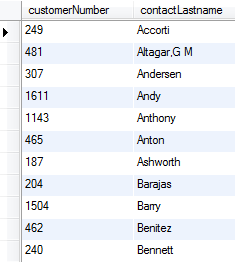 customerNumber contactLastname
249 Accorti
481 Altagar,G M
307 Andersen
1611 Andy
1143 Anthony
465 Anton
187 Ashworth
204 Barajas
1504 Barry
462 Benitez
240 Bennett